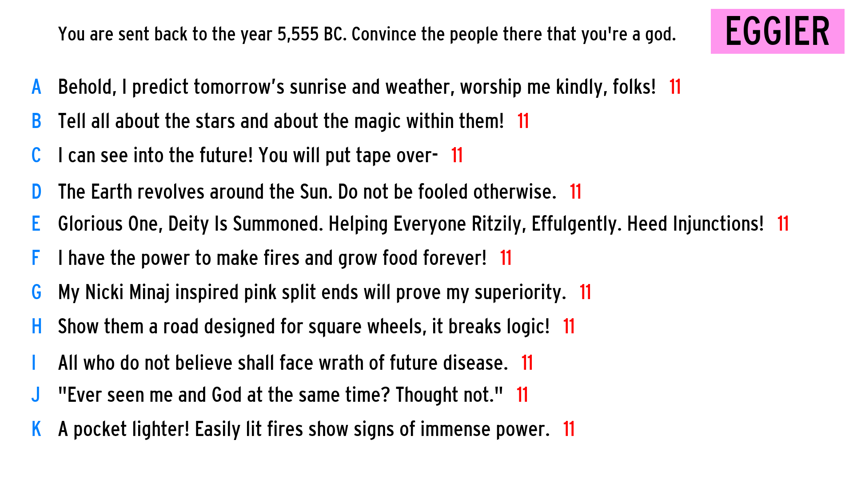 You are sent back to the year 5,555 BC. Convince the people there that you're a god.
EGGIER
A Behold, I predict tomorrow's sunrise and weather, worship me kindly, folks! 11
B Tell all about the stars and about the magic within them! 11
C I can see into the future! You will put tape over- 11
D The Earth revolves around the Sun. Do not be fooled otherwise. 11
E Glorious One, Deity Is Summoned. Helping Everyone Ritzily, Effulgently. Heed Injunctions! 11
F I have the power to make fires and grow food forever! 11
G My Nicki Minaj inspired pink split ends will prove my superiority. 11
H Show them a road designed for square wheels, it breaks logic! 11
I All who do not believe shall face wrath of future disease. 11
J "Ever seen me and God at the same time? Thought not." 11
K A pocket lighter! Easily lit fires show signs of immense power. 11